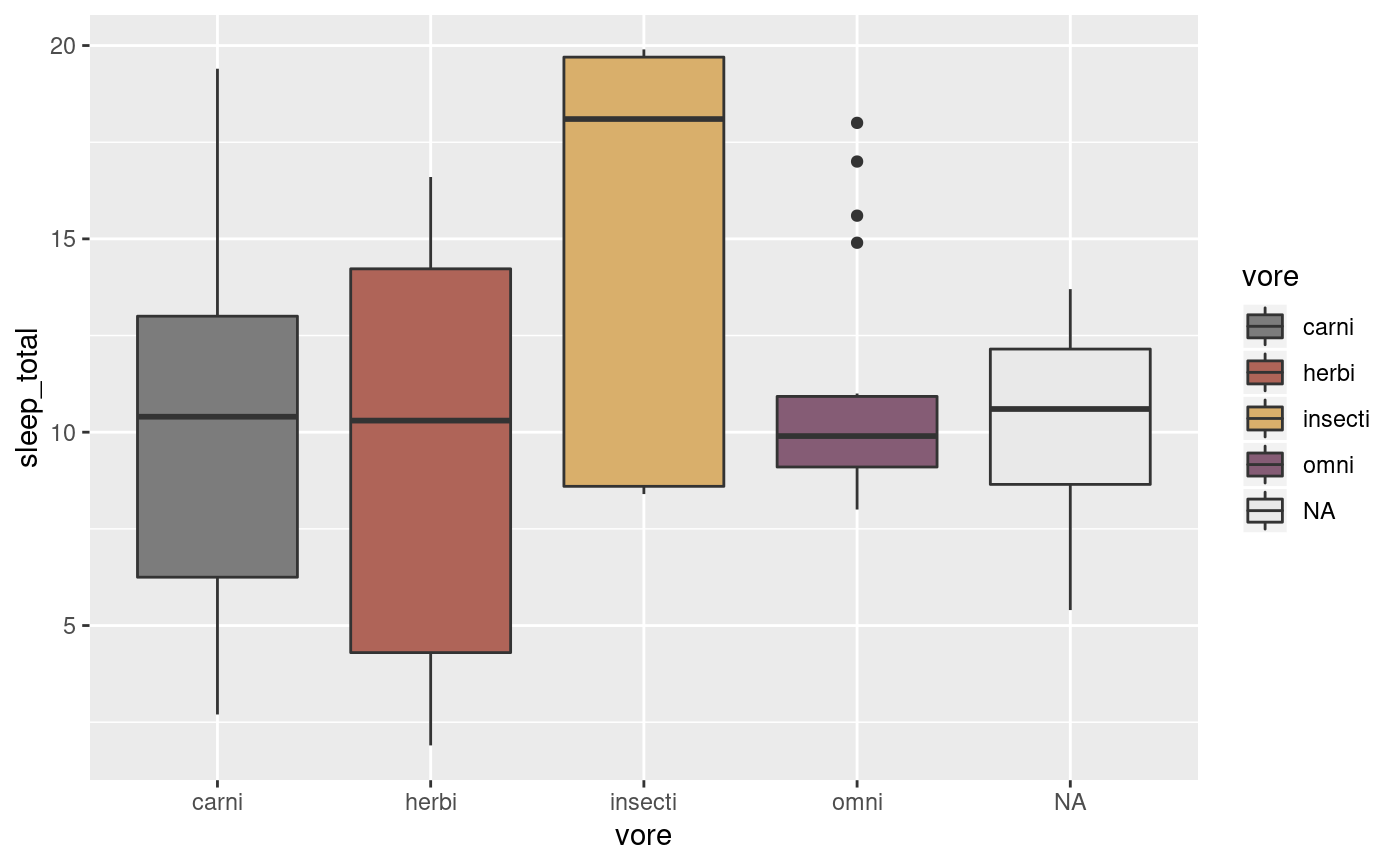 20
15
10
5
sleep_total
carni
herbi
insecti
omni
NA
vore
vore
carni
herbi
insecti
omni
NA